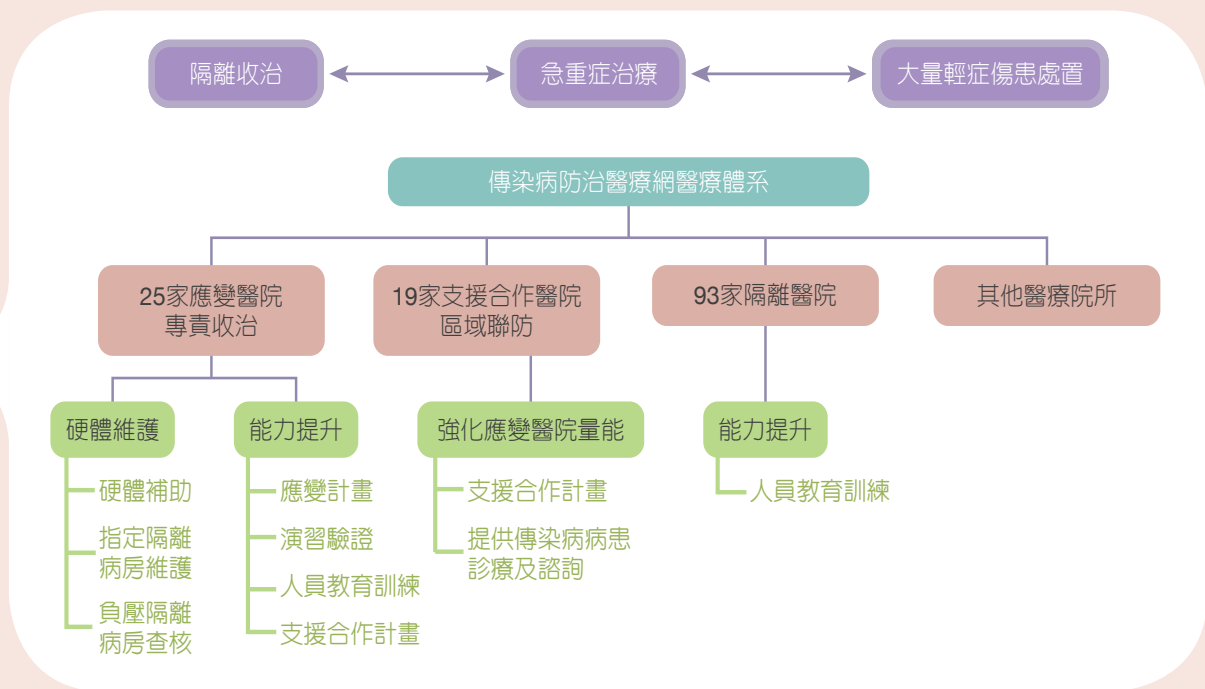 隔離收治
急重症治療
大量輕症傷患處置
傳染病防治醫療網醫療體系
25家應變醫院
專責收治
19家支援合作醫院
區域聯防
93家隔離醫院
其他醫療院所
硬體維護
能力提升
強化應變醫院量能
能力提升
硬體補助
指定隔離
病房維護
負壓隔離
病房查核
應變計畫
演習驗證
人員教育訓練
支援合作計畫
支援合作計畫
提供傳染病病患
診療及諮詢
人員教育訓練